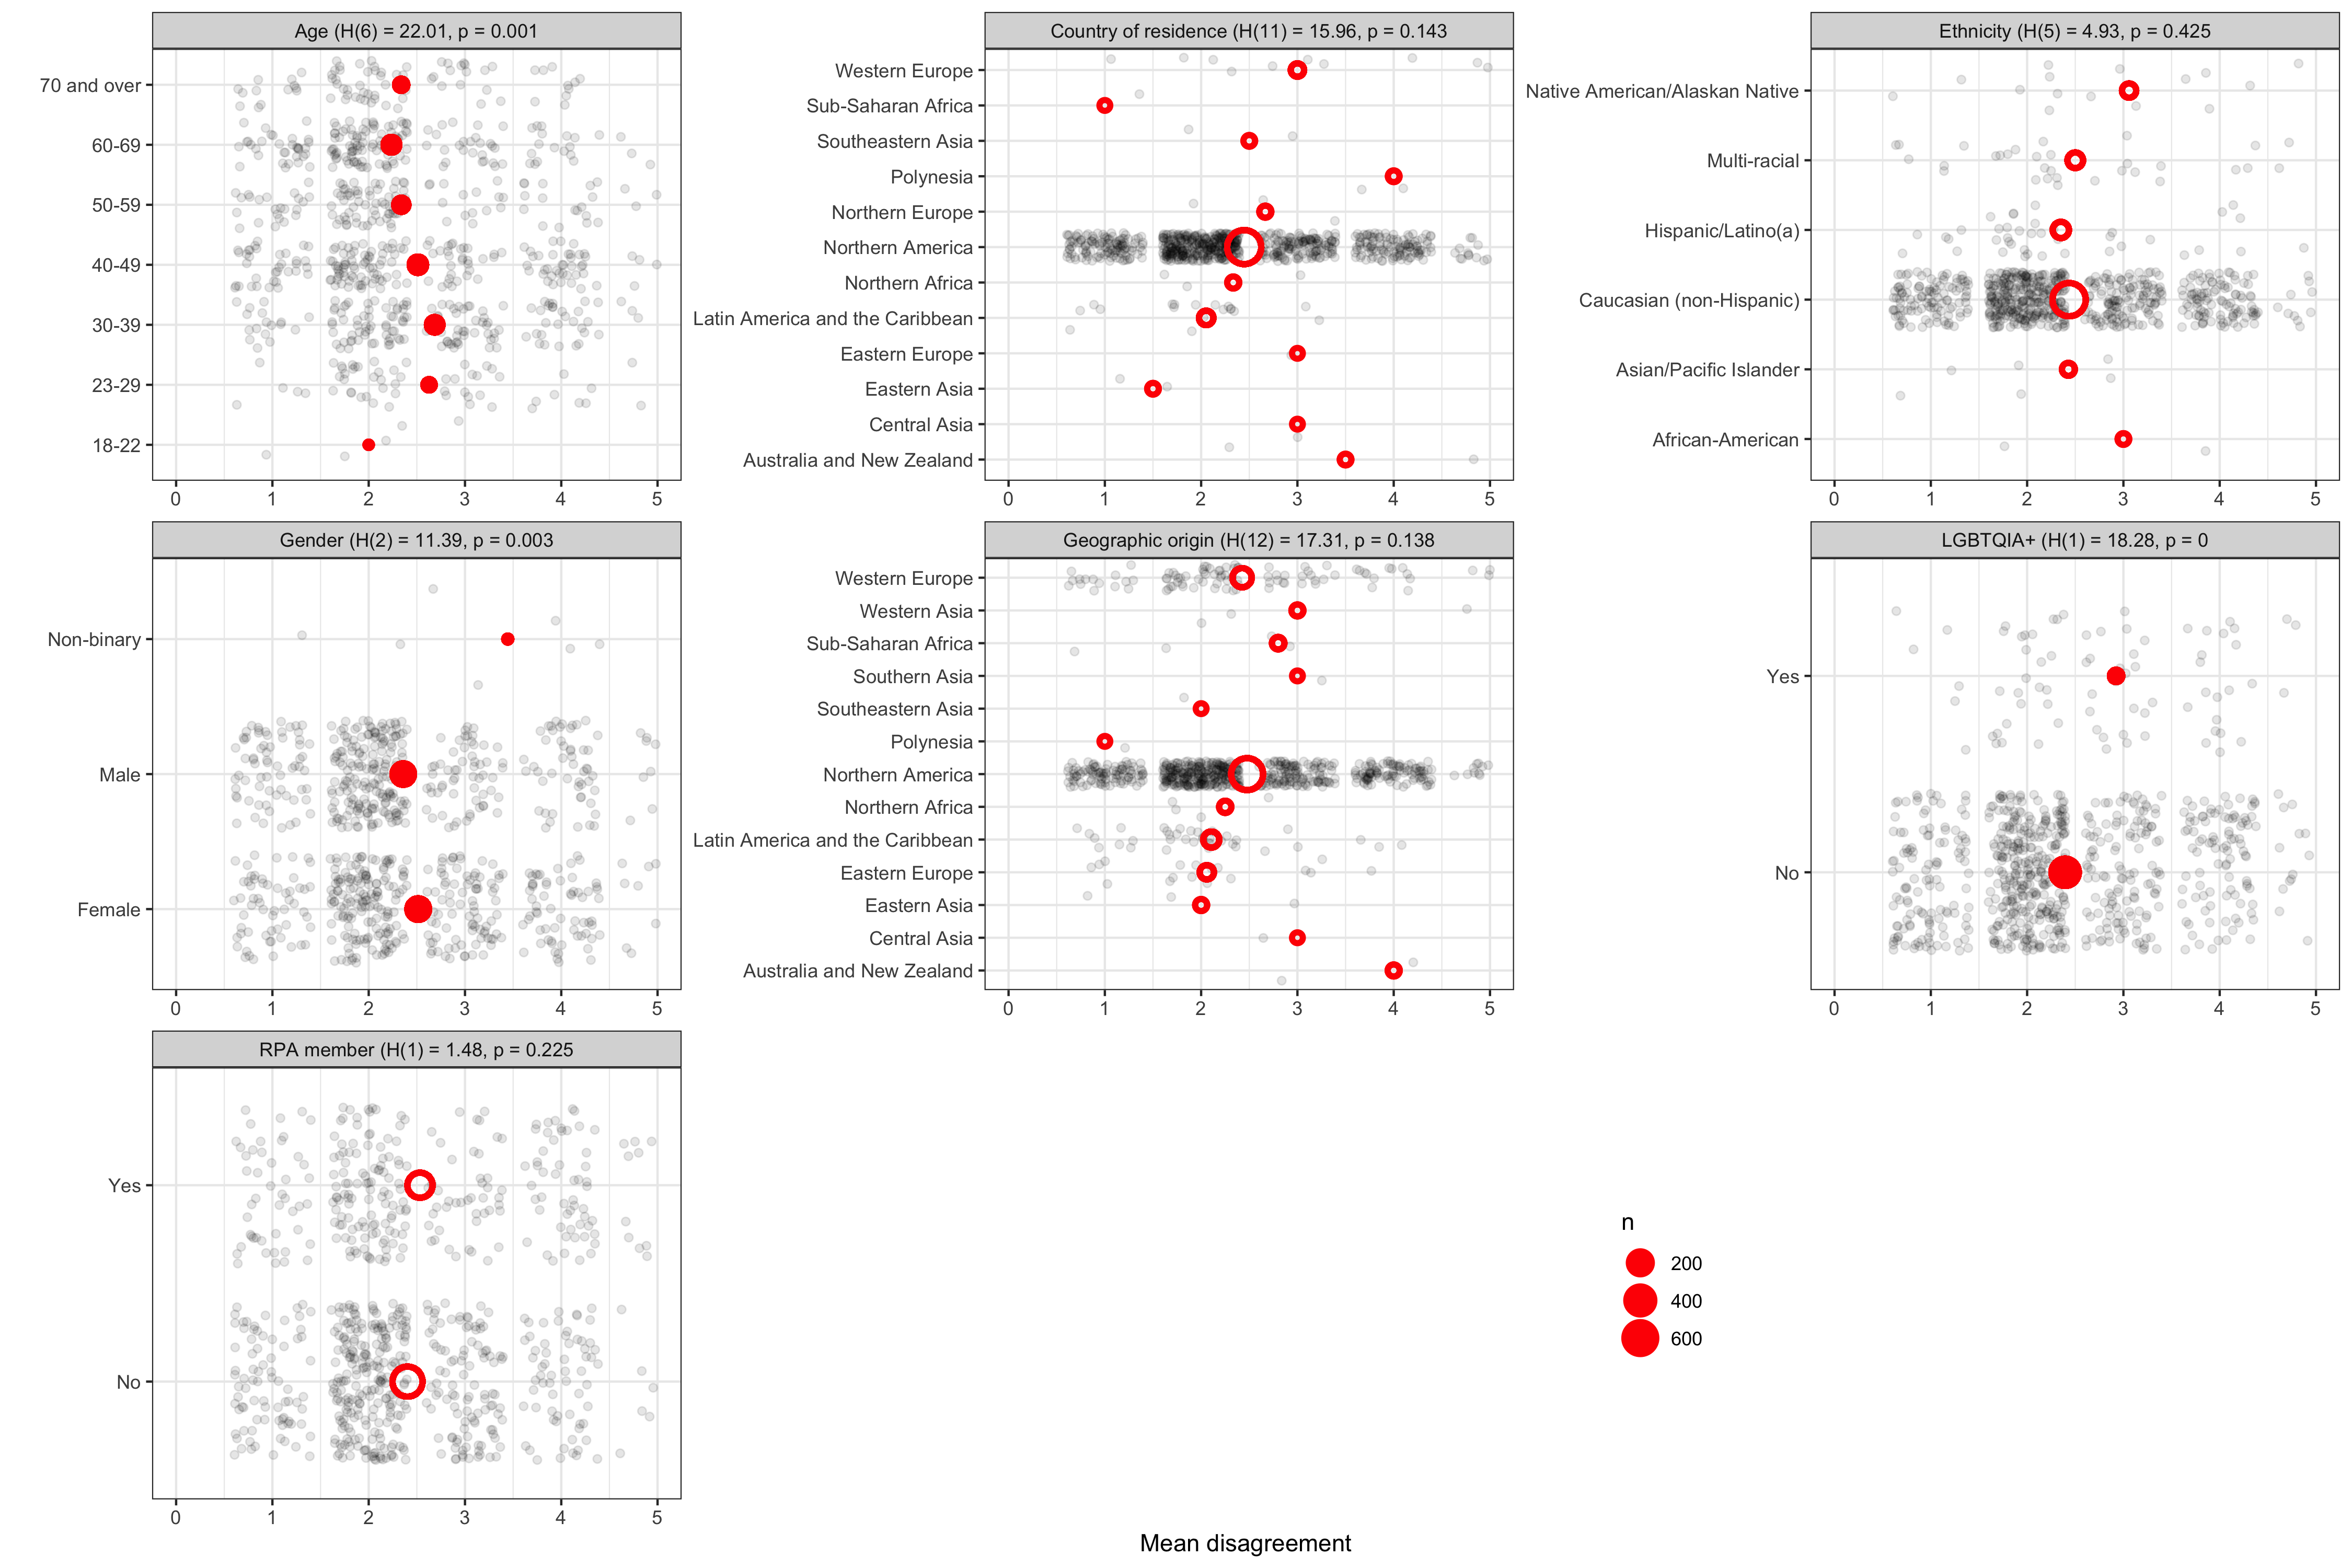 Age (H(6) = 22.01, p = 0.001
70 and over
60-69
50-59
40-49
30-39
23-29
18-22
0 1 2 3 4 5
Country of residence (H(11) = 15.96, p = 0.143
Western Europe
Sub-Saharan Africa
Southeastern Asia
Polynesia
Northern Europe
Northern America
Northern Africa
Latin America and the Caribbean
Eastern Europe
Eastern Asia
Central Asia
Australia and New Zealand
0 1 2 3 4 5
Ethnicity (H(5) = 4.93, p = 0.425
Native American/Alaskan Native
Multi-racial
Hispanic/Latino(a)
Caucasian (non-Hispanic)
Asian/Pacific Islander
African-American
0 1 2 3 4 5
Gender (H(2) = 11.39, p = 0.003
Non-binary
Male
Female
0 1 2 3 4 5
Geographic origin (H(12) = 17.31, p = 0.138
Western Europe
Western Asia
Sub-Saharan Africa
Southern Asia
Southeastern Asia
Polynesia
Northern America
Northern Africa
Latin America and the Caribbean
Eastern Europe
Eastern Asia
Central Asia
Australia and New Zealand
0 1 2 3 4 5
LGBTQIA+ (H(1) = 18.28, p = 0
Yes
No
0 1 2 3 4 5
RPA member (H(1) = 1.48, p = 0.225
Yes
No
0 1 2 3 4 5
n
200
400
600
Mean disagreement